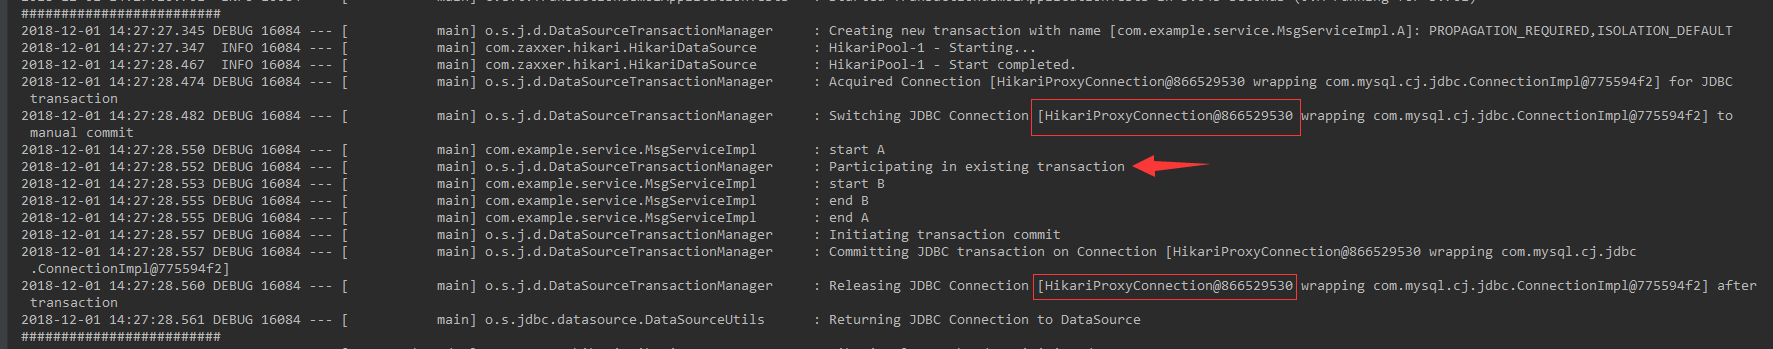 ###########################
2018-12-01 14:27:27.345 DEBUG 16084 --- [           main] o.s.j.d.DataSourceTransactionManager     : Creating new transaction with name [com.example.service.MsgServiceImpl.A]: PROPAGATION_REQUIRED,ISOLATION_DEFAULT
2018-12-01 14:27:27.347  INFO 16084 --- [           main] com.zaxxer.hikari.HikariDataSource       : HikariPool-1 - Starting...
2018-12-01 14:27:28.467  INFO 16084 --- [           main] com.zaxxer.hikari.HikariDataSource       : HikariPool-1 - Start completed.
2018-12-01 14:27:28.474 DEBUG 16084 --- [           main] o.s.j.d.DataSourceTransactionManager     : Acquired Connection [HikariProxyConnection@866529530 wrapping com.mysql.cj.jdbc.ConnectionImpl@775594f2] for JDBC
transaction
2018-12-01 14:27:28.482 DEBUG 16084 --- [           main] o.s.j.d.DataSourceTransactionManager     : Switching JDBC Connection [HikariProxyConnection@866529530 wrapping com.mysql.cj.jdbc.ConnectionImpl@775594f2] to
manual commit
2018-12-01 14:27:28.550 DEBUG 16084 --- [           main] com.example.service.MsgServiceImpl       : start A
2018-12-01 14:27:28.552 DEBUG 16084 --- [           main] o.s.j.d.DataSourceTransactionManager     : Participating in existing transaction
2018-12-01 14:27:28.553 DEBUG 16084 --- [           main] com.example.service.MsgServiceImpl       : start B
2018-12-01 14:27:28.555 DEBUG 16084 --- [           main] com.example.service.MsgServiceImpl       : end B
2018-12-01 14:27:28.555 DEBUG 16084 --- [           main] com.example.service.MsgServiceImpl       : end A
2018-12-01 14:27:28.557 DEBUG 16084 --- [           main] o.s.j.d.DataSourceTransactionManager     : Initiating transaction commit
2018-12-01 14:27:28.557 DEBUG 16084 --- [           main] o.s.j.d.DataSourceTransactionManager     : Committing JDBC transaction on Connection [HikariProxyConnection@866529530 wrapping com.mysql.cj.jdbc
.ConnectionImpl@775594f2]
2018-12-01 14:27:28.560 DEBUG 16084 --- [           main] o.s.j.d.DataSourceTransactionManager     : Releasing JDBC Connection [HikariProxyConnection@866529530 wrapping com.mysql.cj.jdbc.ConnectionImpl@775594f2] after
transaction
2018-12-01 14:27:28.561 DEBUG 16084 --- [           main] o.s.jdbc.datasource.DataSourceUtils      : Returning JDBC Connection to DataSource
###########################